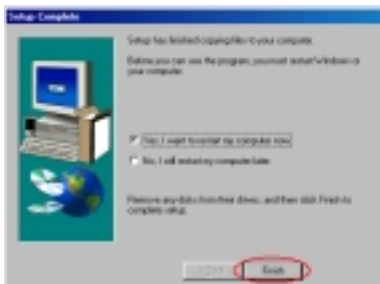 Setup Complete
Setup has finished copying files to your computer.
Before you can use the program, you must restart Windows or
your computer.
Yes, I want to restart my computer now.
No, I will restart my computer later.
Remove any disks from their drives, and then click Finish to
complete setup.
< Back
Finish